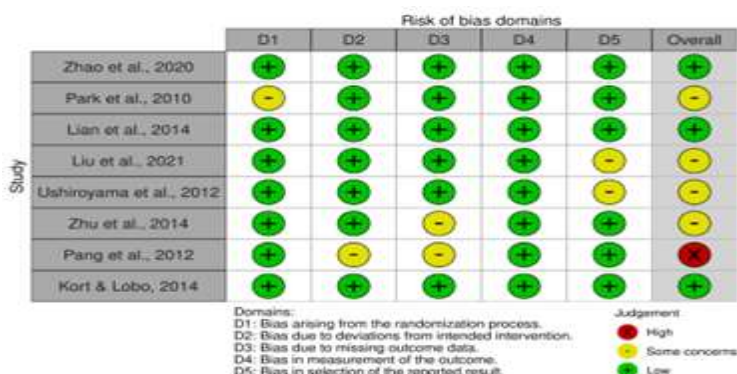 Risk of bias domains
D1 D2 D3 D4 D5 Overall
Study
Zhao et al., 2020 + + + + + +
Park et al., 2010 - + + + + -
Lian et al., 2014 + + + + + +
Liu et al., 2021 + + + + - -
Ushiroyama et al., 2012 + + + + - -
Zhu et al., 2014 + + - + + -
Pang et al., 2012 + - - + + X
Kort & Lobo, 2014 + + + + + +
Domains:
D1: Bias arising from the randomization process.
D2: Bias due to deviations from intended intervention.
D3: Bias due to missing outcome data.
D4: Bias in measurement of the outcome.
D5: Bias in selection of the reported result.
Judgement
X High
- Some concerns
+ Low